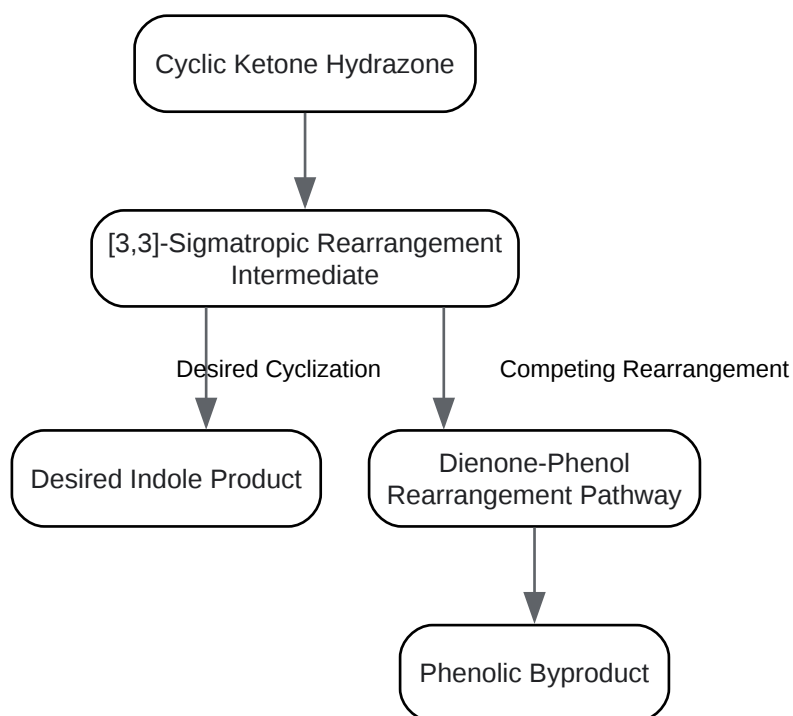 Cyclic Ketone Hydrazone
[3,3]-Sigmatropic Rearrangement
Intermediate
Desired Cyclization
Competing Rearrangement
Desired Indole Product
Dienone-Phenol
Rearrangement Pathway
Phenolic Byproduct